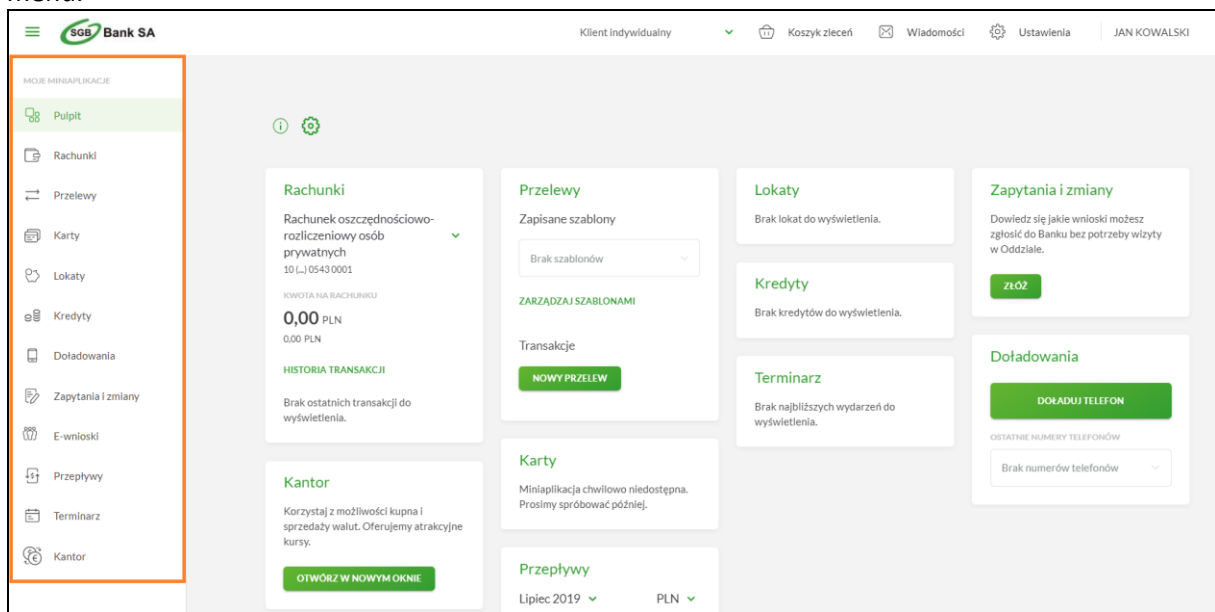 menu.
SGB Bank SA
Klient indywidualny
Koszyk zleceń
Wiadomości
Ustawienia
JAN KOWALSKI
MOJE MINIAPLIKACJE
Pulpit
Rachunki
Przelewy
Karty
Lokaty
Kredyty
Doładowania
Zapytania i zmiany
E-wnioski
Przepływy
Terminarz
Kantor
Rachunki
Rachunek oszczędnościowo-
rozliczeniowy osób
prywatnych
10 (...) 0543 0001
KWOTA NA RACHUNKU
0,00 PLN
0,00 PLN
HISTORIA TRANSAKCJI
Brak ostatnich transakcji do
wyświetlenia.
Kantor
Korzystaj z możliwości kupna i
sprzedaży walut. Oferujemy atrakcyjne
kursy.
OTWÓRZ W NOWYM OKNIE
Przelewy
Zapisane szablony
Brak szablonów
ZARZĄDZAJ SZABLONAMI
Transakcje
NOWY PRZELEW
Karty
Miniaplikacja chwilowo niedostępna.
Prosimy spróbować później.
Przepływy
Lipiec 2019
PLN
Lokaty
Brak lokat do wyświetlenia.
Kredyty
Brak kredytów do wyświetlenia.
Terminarz
Brak najbliższych wydarzeń do
wyświetlenia.
Zapytania i zmiany
Dowiedz się jakie wnioski możesz
zgłosić do Banku bez potrzeby wizyty
w Oddziale.
ZŁÓŻ
Doładowania
DOŁADUJ TELEFON
OSTATNIE NUMERY TELEFONÓW
Brak numerów telefonów